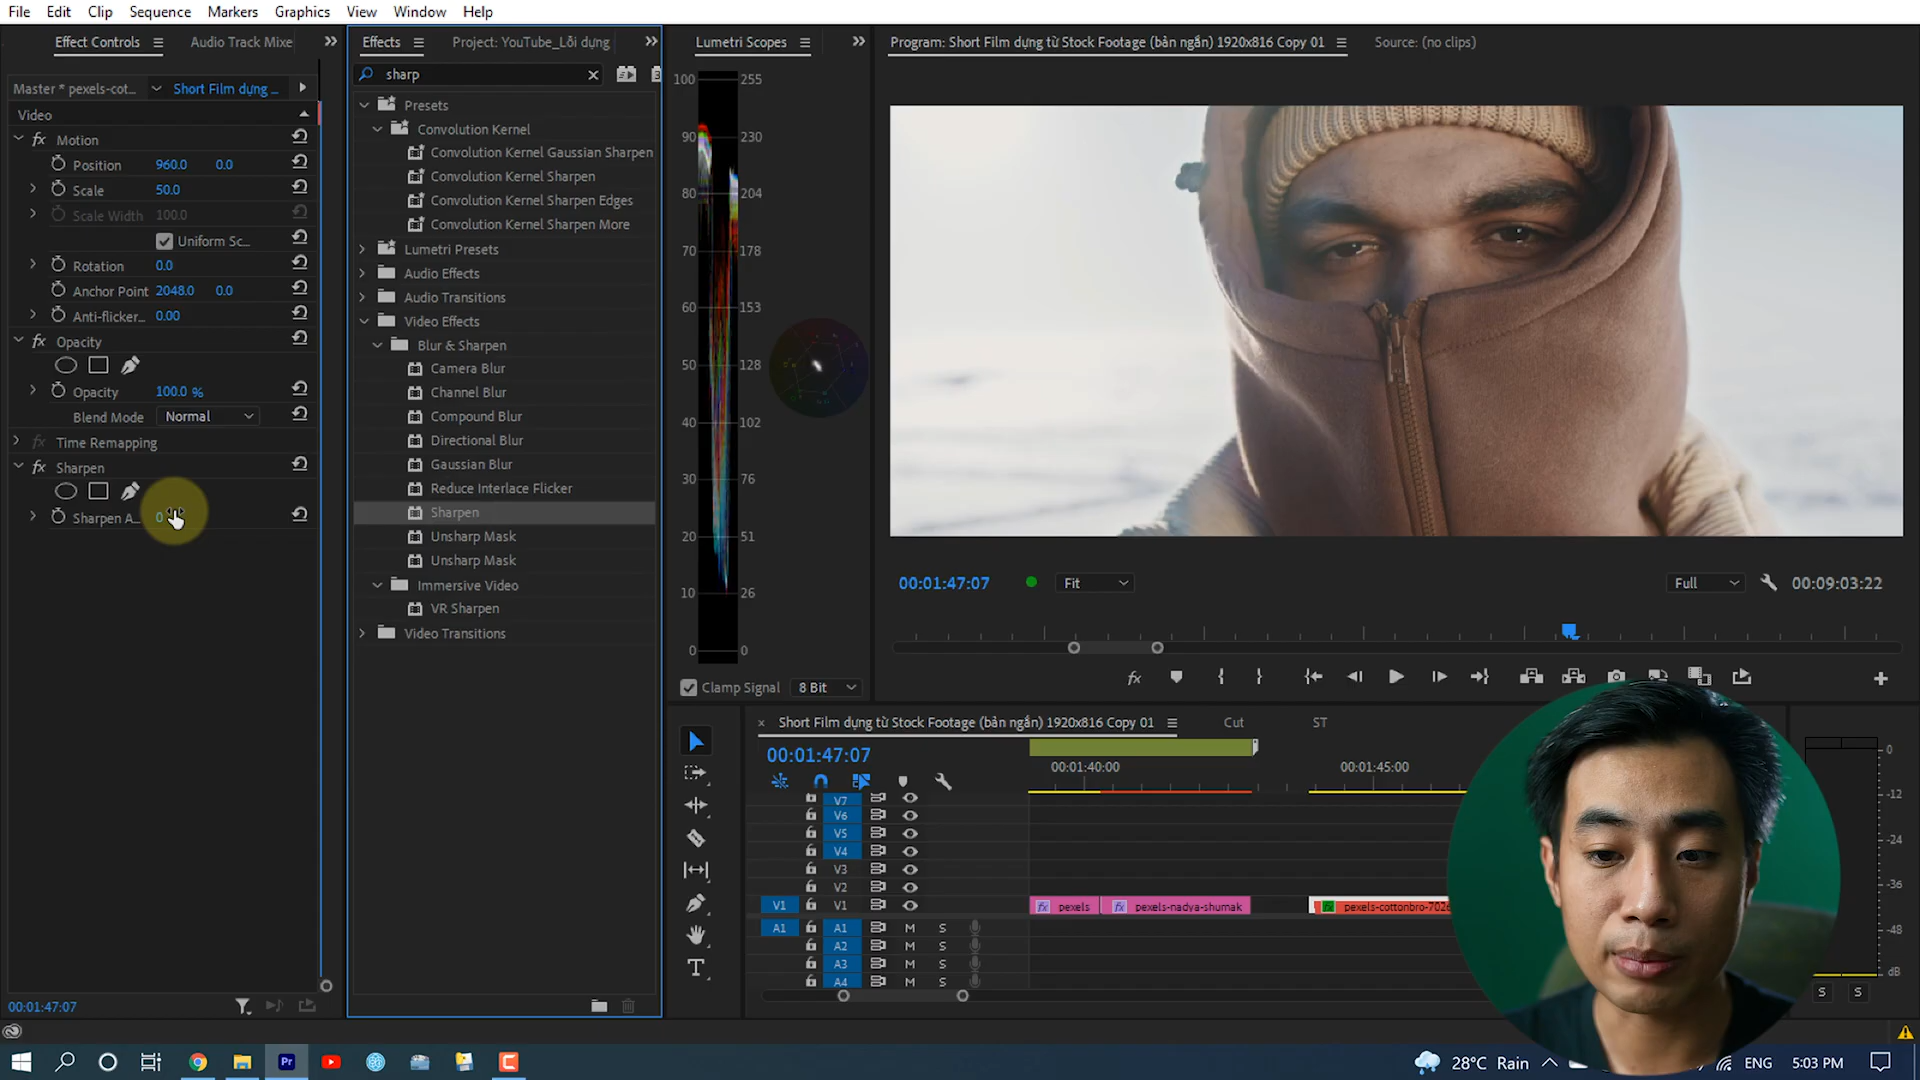 File Edit Clip Sequence Markers Graphics View Window Help
Effect Controls Audio Track Mixe
Effects Project: YouTube_Lỗi dựng
Lumetri Scopes
Program: Short Film dựng từ Stock Footage (bản ngắn) 1920x816 Copy 01 Source: (no clips)
Master * pexels-cot... Short Film dựng ...
Video
fx Motion
Position 960.0 0.0
Scale 50.0
Scale Width 100.0
Uniform Sc...
Rotation 0.0
Anchor Point 2048.0 0.0
Anti-flicker... 0.00
fx Opacity
Opacity 100.0 %
Blend Mode Normal
fx Time Remapping
fx Sharpen
Sharpen A... 0
00:01:47:07
sharp
Presets
Convolution Kernel
Convolution Kernel Gaussian Sharpen
Convolution Kernel Sharpen
Convolution Kernel Sharpen Edges
Convolution Kernel Sharpen More
Lumetri Presets
Audio Effects
Audio Transitions
Video Effects
Blur & Sharpen
Camera Blur
Channel Blur
Compound Blur
Directional Blur
Gaussian Blur
Reduce Interlace Flicker
Sharpen
Unsharp Mask
Unsharp Mask
Immersive Video
VR Sharpen
Video Transitions
100 255
90 230
80 204
70 178
60 153
50 128
40 102
30 76
20 51
10 26
0 0
Clamp Signal 8 Bit
00:01:47:07 Fit Full 00:09:03:22
fx
× Short Film dựng từ Stock Footage (bản ngắn) 1920x816 Copy 01 Cut ST
00:01:47:07
00:01:40:00 00:01:45:00
V7
V6
V5
V4
V3
V2
V1 V1 fx pexels fx pexels-nadya-shumak fx pexels-cottonbro-702
A1 A1 M S
A2 M S
A3 M S
A4 M S
T
0
-12
-24
-36
-48
dB
S S
Pr
28°C Rain ENG 5:03 PM